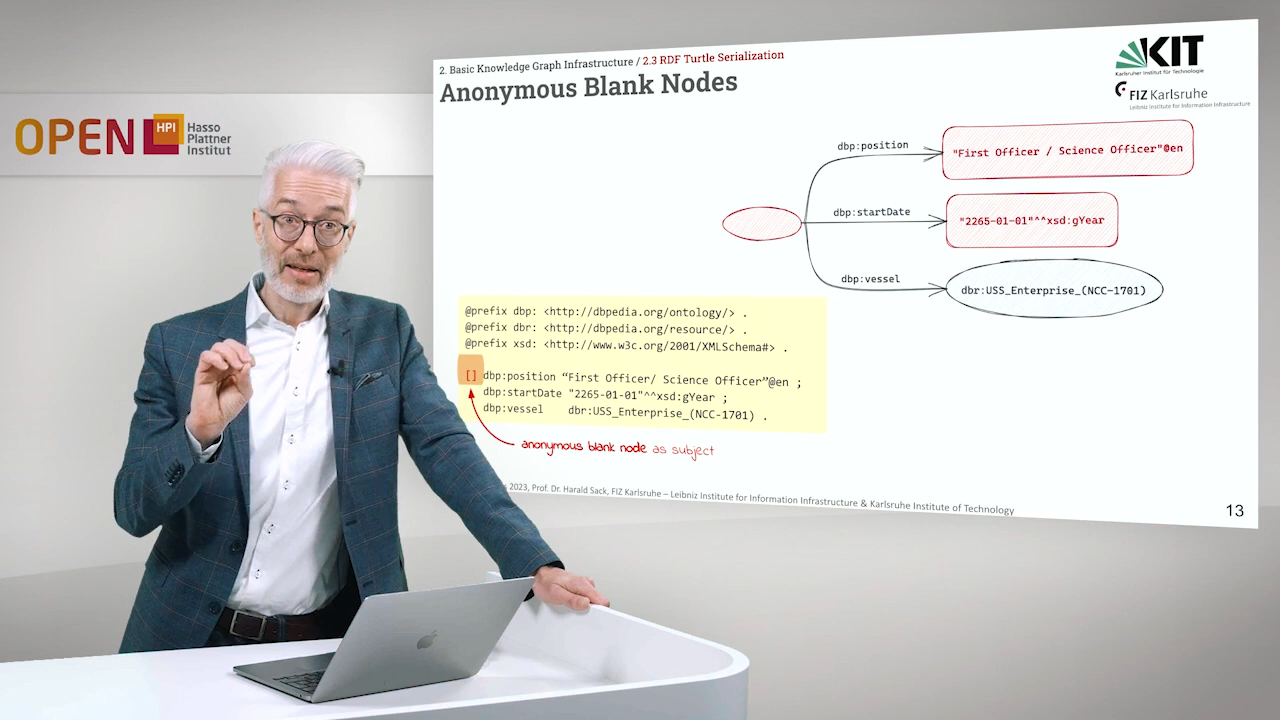 OPEN HPI Hasso
Plattner
Institut
2. Basic Knowledge Graph Infrastructure / 2.3 RDF Turtle Serialization
Anonymous Blank Nodes
KIT
Karlsruher Institut für Technologie
FIZ Karlsruhe
Leibniz Institute for Information Infrastructure
dbp:position
"First Officer / Science Officer"@en
dbp:startDate
"2265-01-01"^^xsd:gYear
dbp:vessel
dbr:USS_Enterprise_(NCC-1701)
@prefix dbp: <http://dbpedia.org/ontology/> .
@prefix dbr: <http://dbpedia.org/resource/> .
@prefix xsd: <http://www.w3c.org/2001/XMLSchema#> .
[] dbp:position “First Officer/ Science Officer”@en ;
dbp:startDate "2265-01-01"^^xsd:gYear ;
dbp:vessel dbr:USS_Enterprise_(NCC-1701) .
anonymous blank node as subject
2023, Prof. Dr. Harald Sack, FIZ Karlsruhe – Leibniz Institute for Information Infrastructure & Karlsruhe Institute of Technology
13